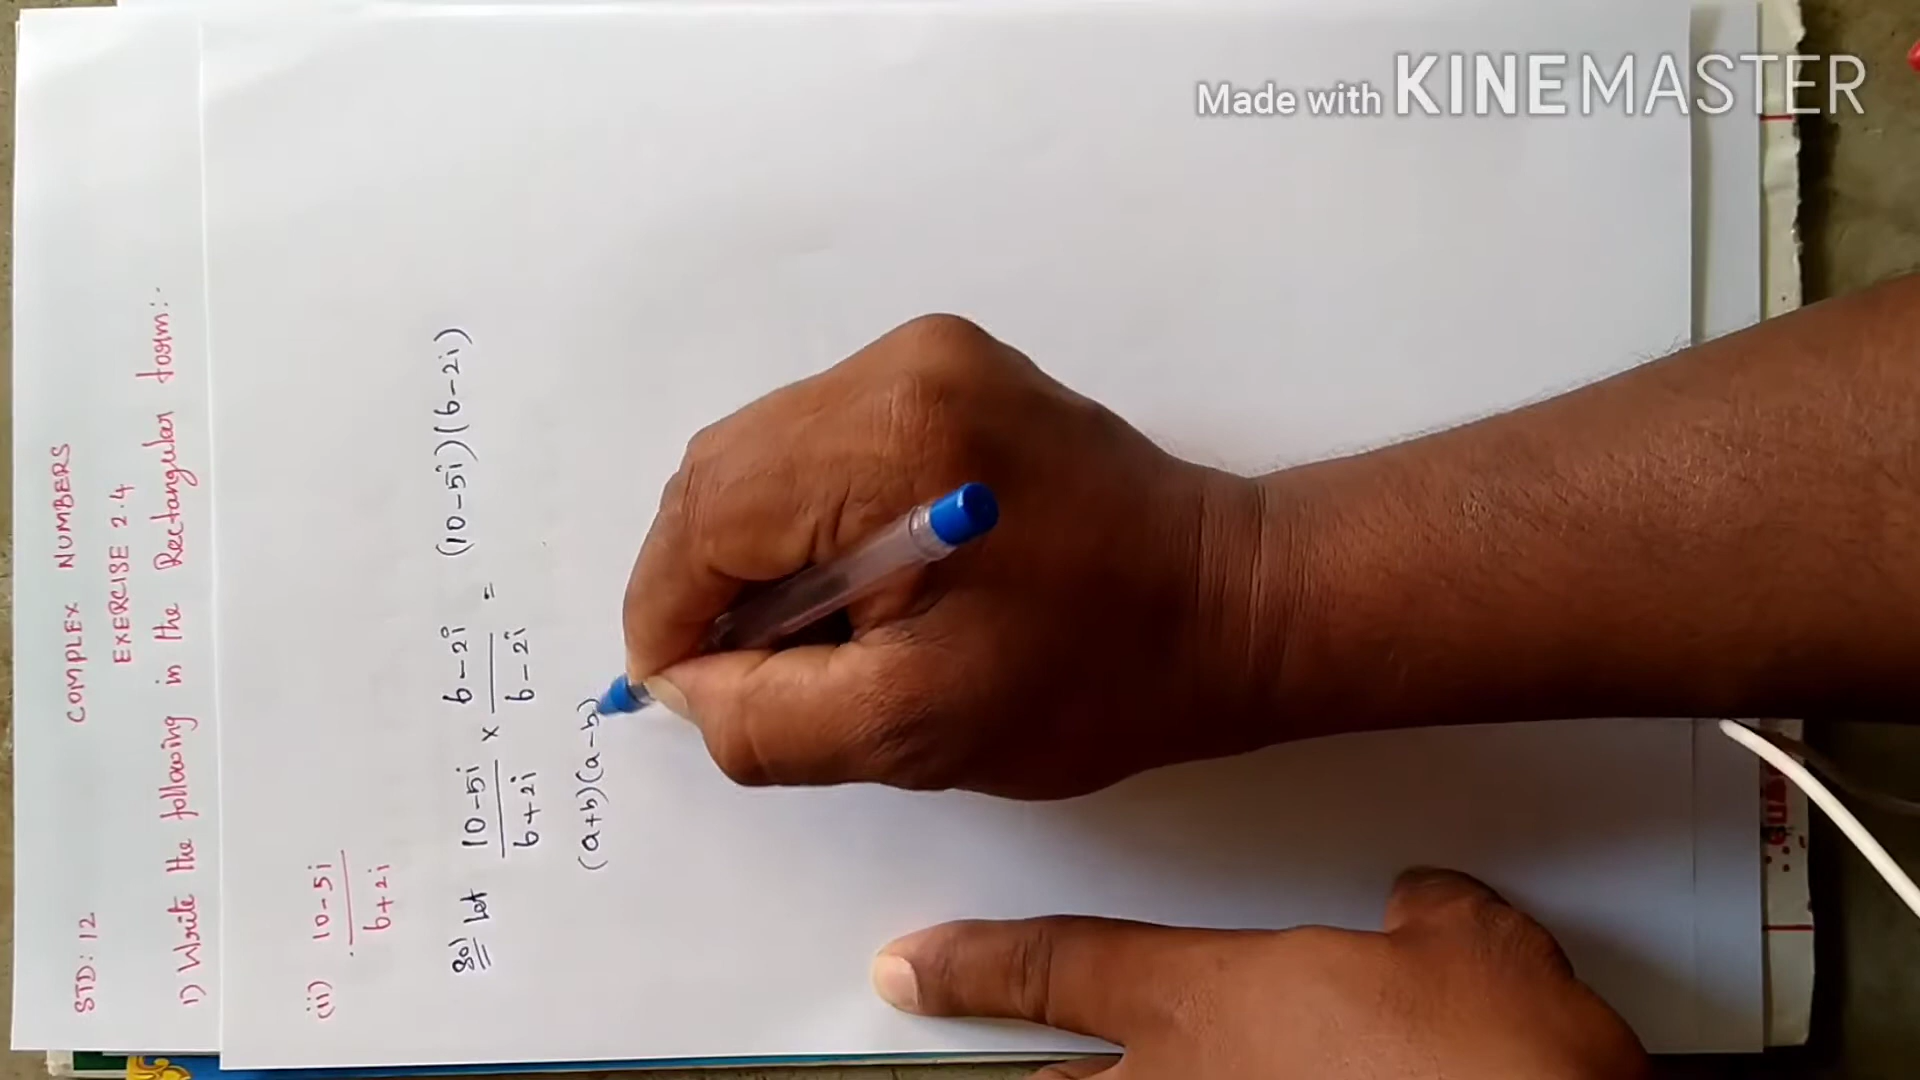 Made with KINEMASTER
STD: 12 COMPLEX NUMBERS
EXERCISE 2.4
1) Write the following in the Rectangular form:-
(ii) 10-5i
6+2i
Sol Let 10-5i / 6+2i × 6-2i / 6-2i = (10-5i)(6-2i)
(a+b)(a-b)